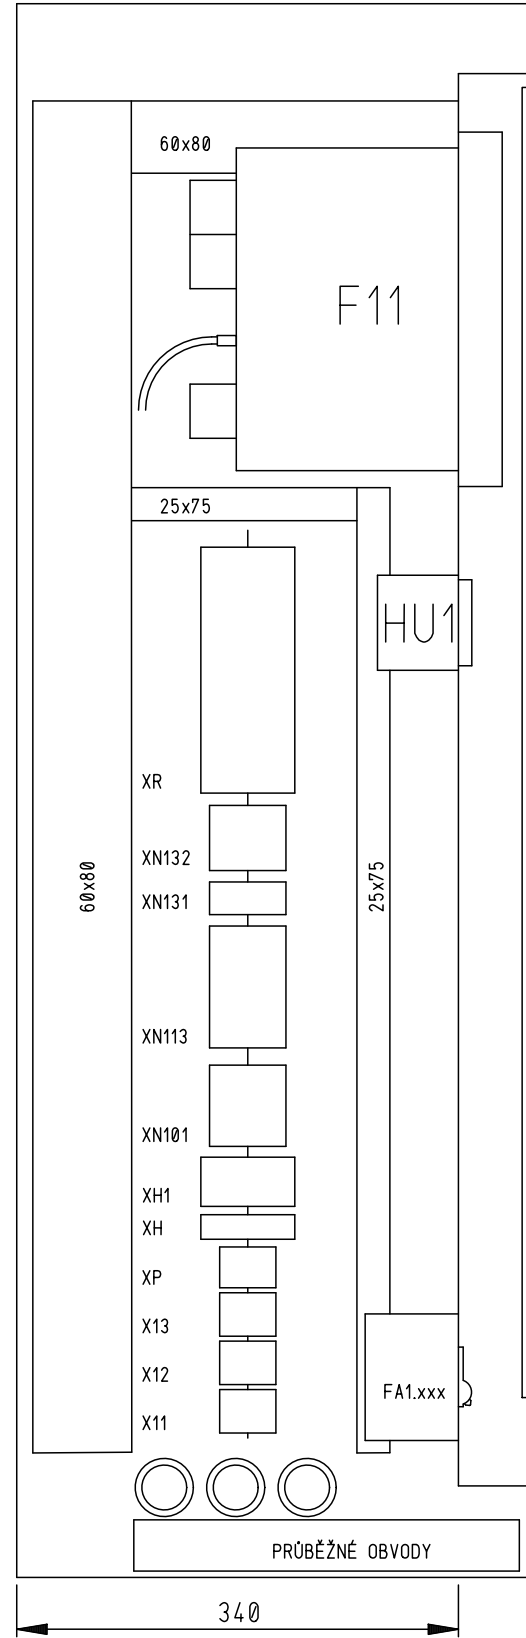 60x80
F11
25x75
HU1
XR
XN132
60x80
25x75
XN131
XN113
XN101
XH1
XH
XP
X13
X12
FA1.xxx
X11
PRŮBĚŽNÉ OBVODY
340